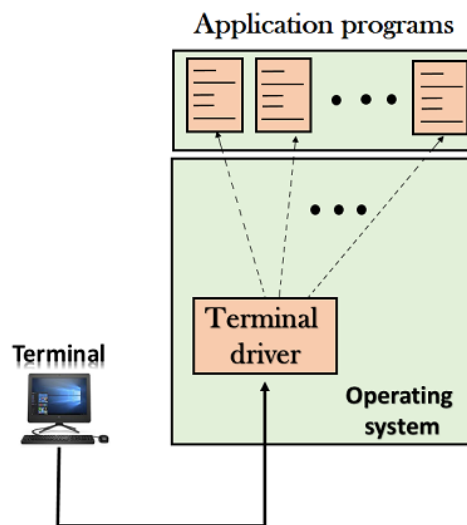 Application programs
Terminal
driver
Terminal
Operating
system